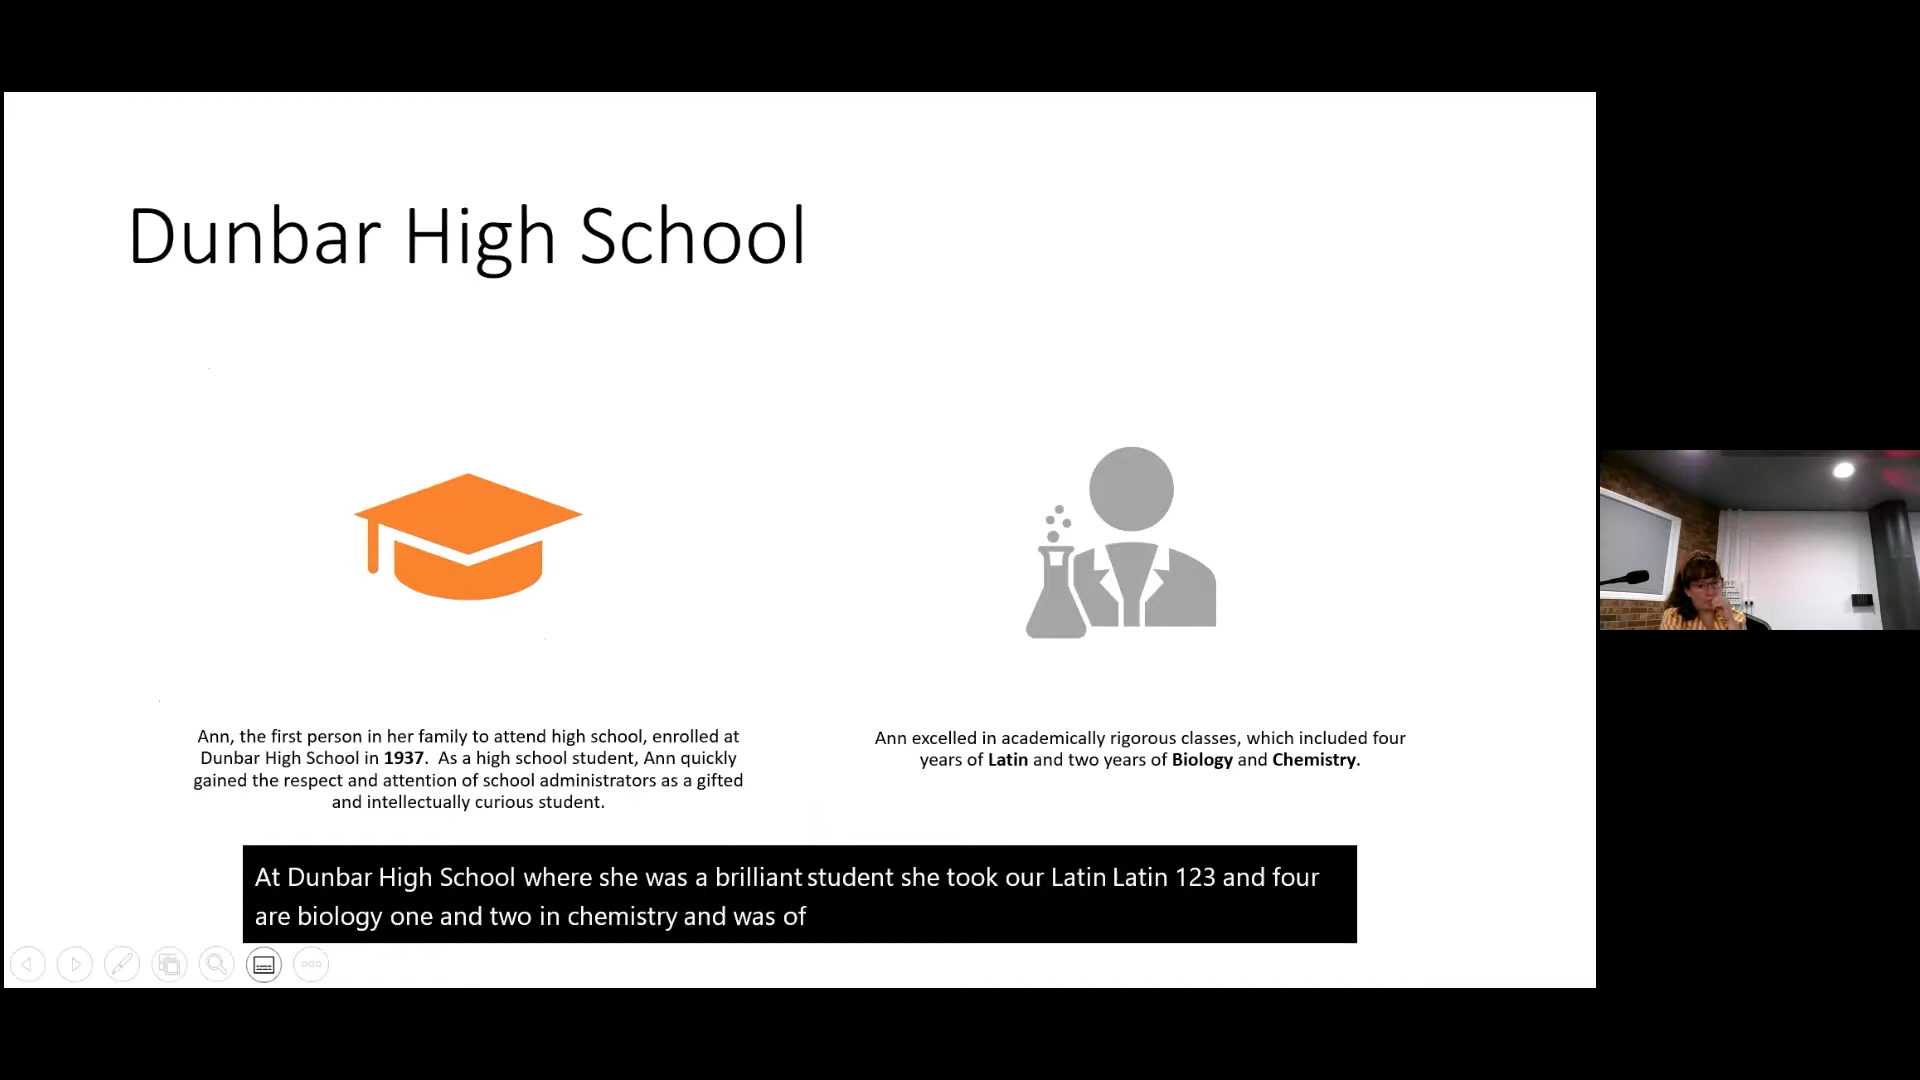 Dunbar High School
Ann, the first person in her family to attend high school, enrolled at
Dunbar High School in 1937.  As a high school student, Ann quickly
gained the respect and attention of school administrators as a gifted
and intellectually curious student.
Ann excelled in academically rigorous classes, which included four
years of Latin and two years of Biology and Chemistry.
At Dunbar High School where she was a brilliant student she took our Latin Latin 123 and four
are biology one and two in chemistry and was of